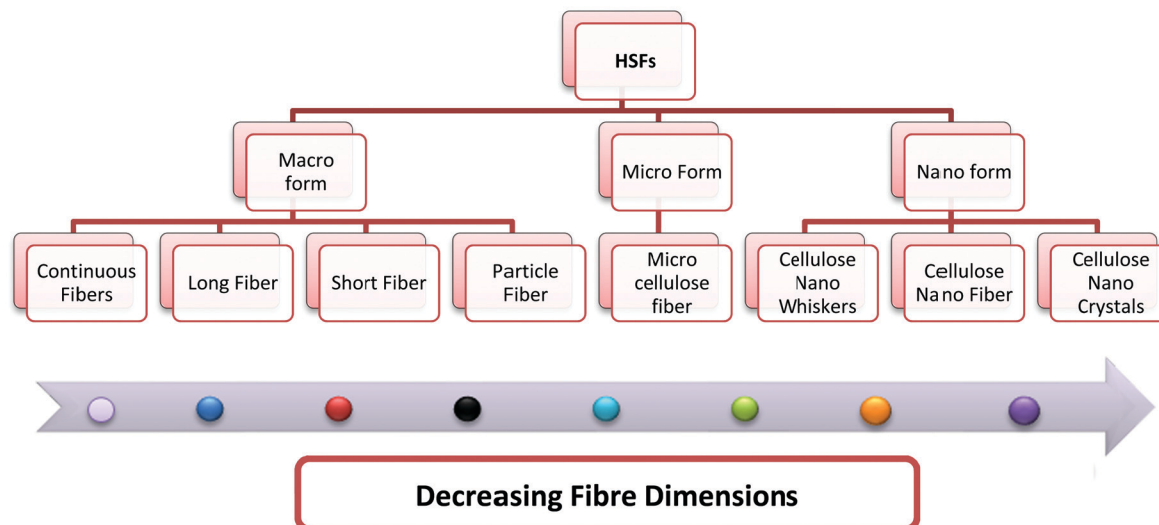 HSFs
Macro
form
Micro Form
Nano form
Continuous
Fibers
Long Fiber
Short Fiber
Particle
Fiber
Micro
cellulose
fiber
Cellulose
Nano
Whiskers
Cellulose
Nano Fiber
Cellulose
Nano
Crystals
Decreasing Fibre Dimensions